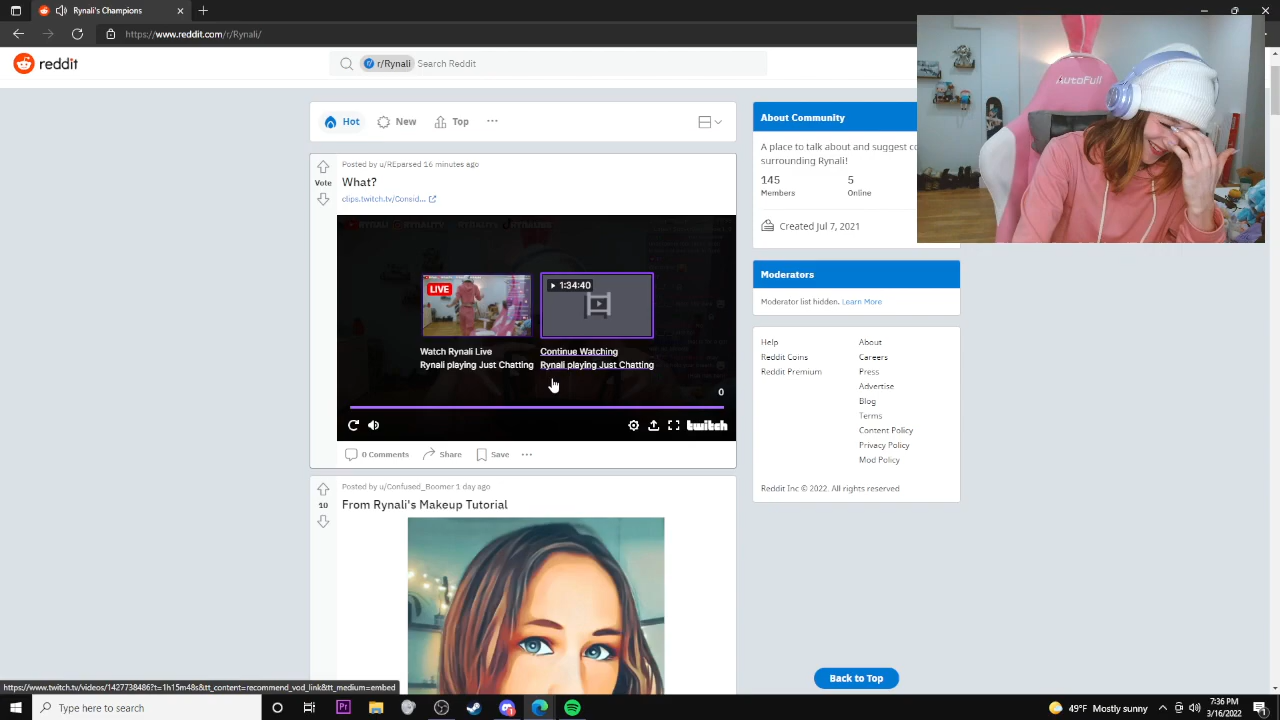 Rynali's Champions
https://www.reddit.com/r/Rynali/
reddit
r/Rynali Search Reddit
AutoFull
Hot New Top ...
Posted by u/REparsed 16 minutes ago
Vote
What?
clips.twitch.tv/Consid...
LIVE
1:34:40
Watch Rynali Live
Rynali playing Just Chatting
Continue Watching
Rynali playing Just Chatting
0
twitch
0 Comments Share Save ...
Posted by u/Confused_Boomer 1 day ago
10
From Rynali's Makeup Tutorial
About Community
A place to talk about and suggest co
surrounding Rynali!
145 5
Members Online
Created Jul 7, 2021
Moderators
Moderator list hidden. Learn More
Help About
Reddit Coins Careers
Reddit Premium Press
Advertise
Blog
Terms
Content Policy
Privacy Policy
Mod Policy
Reddit Inc © 2022. All rights reserved
Back to Top
https://www.twitch.tv/videos/1427738486?t=1h15m48s&tt_content=recommend_vod_link&tt_medium=embed
Type here to search
Pr
49°F Mostly sunny
7:36 PM
3/16/2022
1